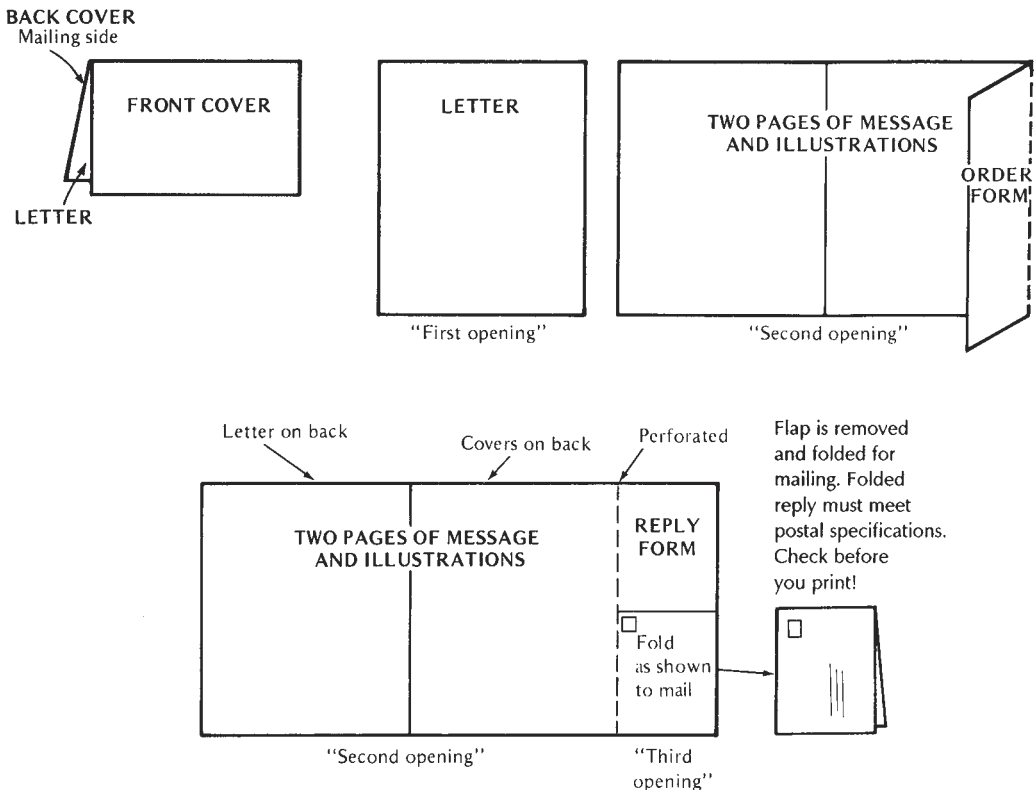 BACK COVER
Mailing side
FRONT COVER
LETTER
LETTER
"First opening"
TWO PAGES OF MESSAGE
AND ILLUSTRATIONS
ORDER
FORM
"Second opening"
Letter on back
Covers on back
Perforated
TWO PAGES OF MESSAGE
AND ILLUSTRATIONS
REPLY
FORM
Fold
as shown
to mail
"Second opening"
"Third
opening"
Flap is removed
and folded for
mailing. Folded
reply must meet
postal specifications.
Check before
you print!